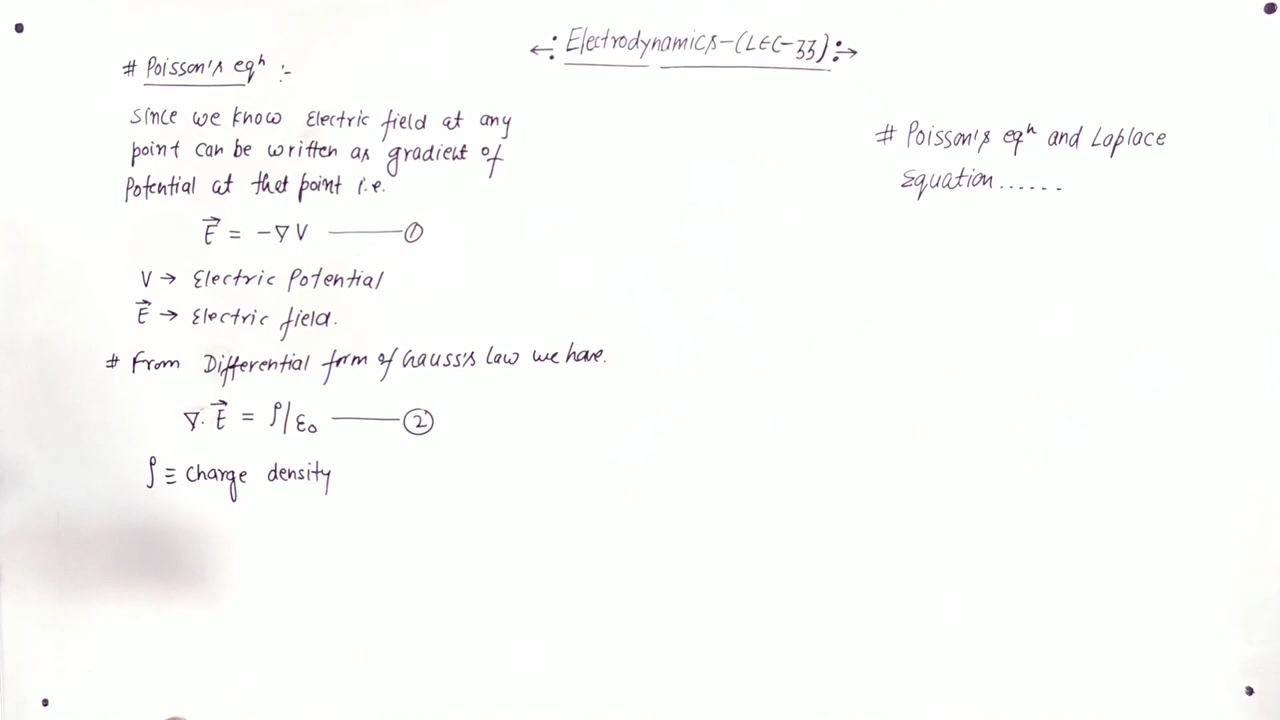 ←: Electrodynamics-(LEC-33):→
# Poisson's eqⁿ :-
Since we know Electric field at any
point can be written as gradient of
Potential at that point i.e.
E⃗ = -∇V ——— ①
V → Electric Potential
E⃗ → Electric field.
# From Differential form of Gauss's Law we have.
∇. E⃗ = ρ/ε₀ ——— ②
ρ ≡ charge density
# Poisson's eqⁿ and Laplace
Equation......